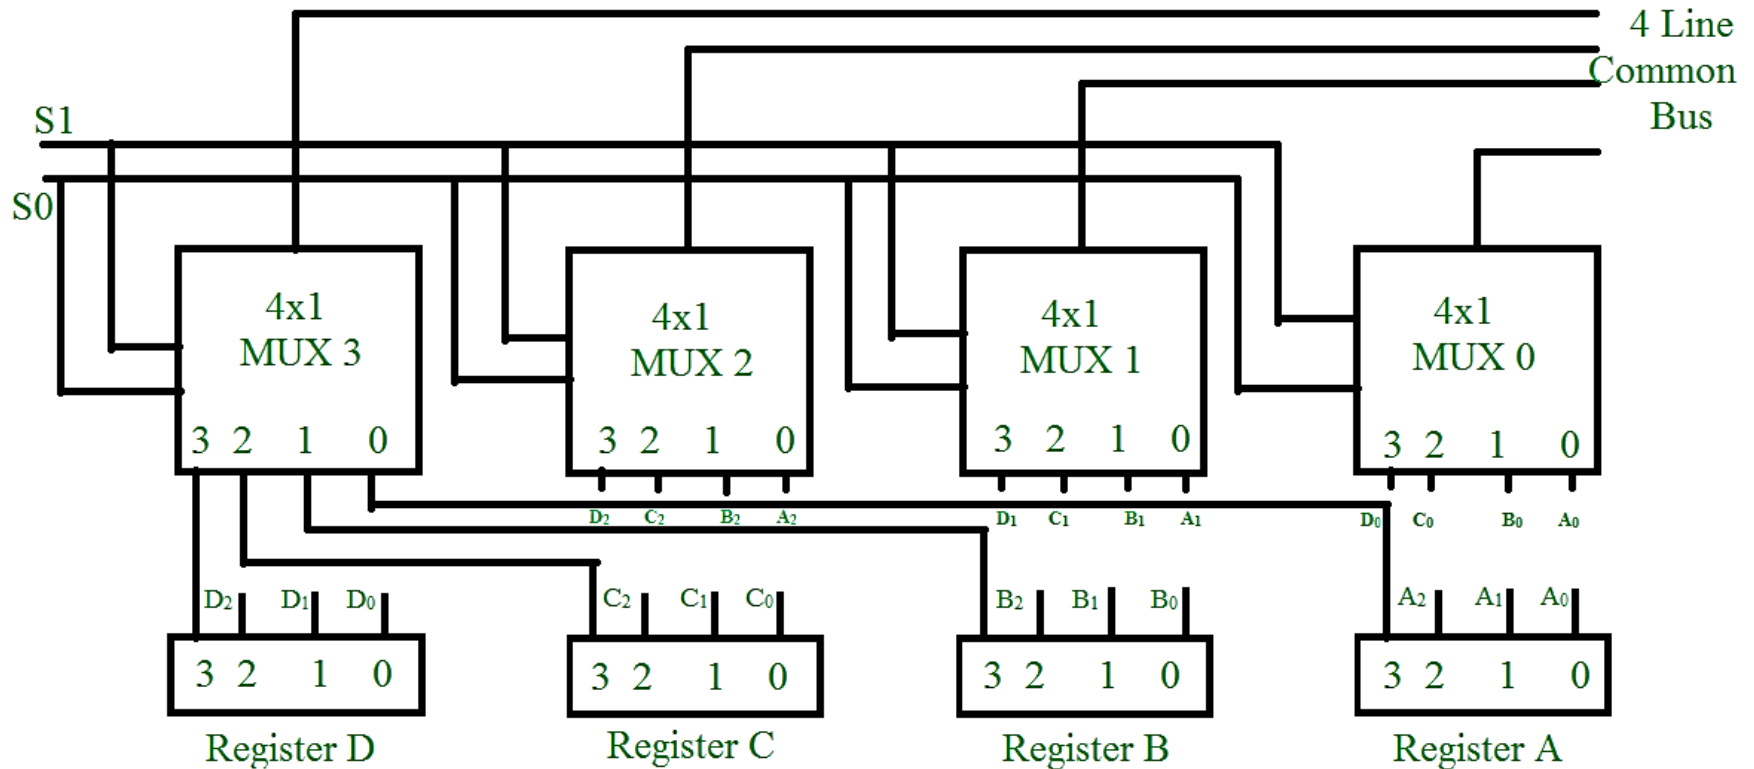 4 Line
Common
Bus
S1
S0
4x1
MUX 3
3 2 1 0
4x1
MUX 2
3 2 1 0
4x1
MUX 1
3 2 1 0
4x1
MUX 0
3 2 1 0
D₂ C₂ B₂ A₂
D₁ C₁ B₁ A₁
D₀ C₀ B₀ A₀
D₂ D₁ D₀
C₂ C₁ C₀
B₂ B₁ B₀
A₂ A₁ A₀
3 2 1 0
3 2 1 0
3 2 1 0
3 2 1 0
Register D
Register C
Register B
Register A